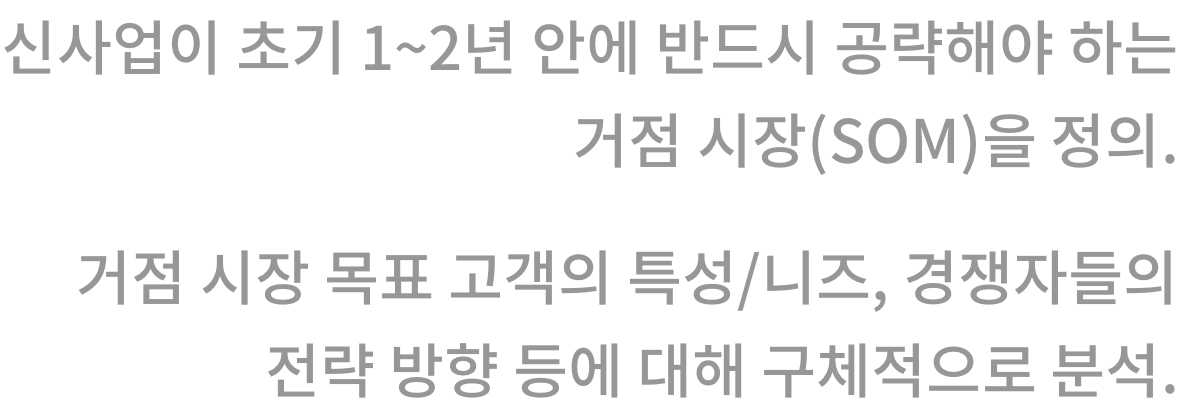 신사업이 초기 1~2년 안에 반드시 공략해야 하는
거점 시장(SOM)을 정의.
거점 시장 목표 고객의 특성/니즈, 경쟁자들의
전략 방향 등에 대해 구체적으로 분석.